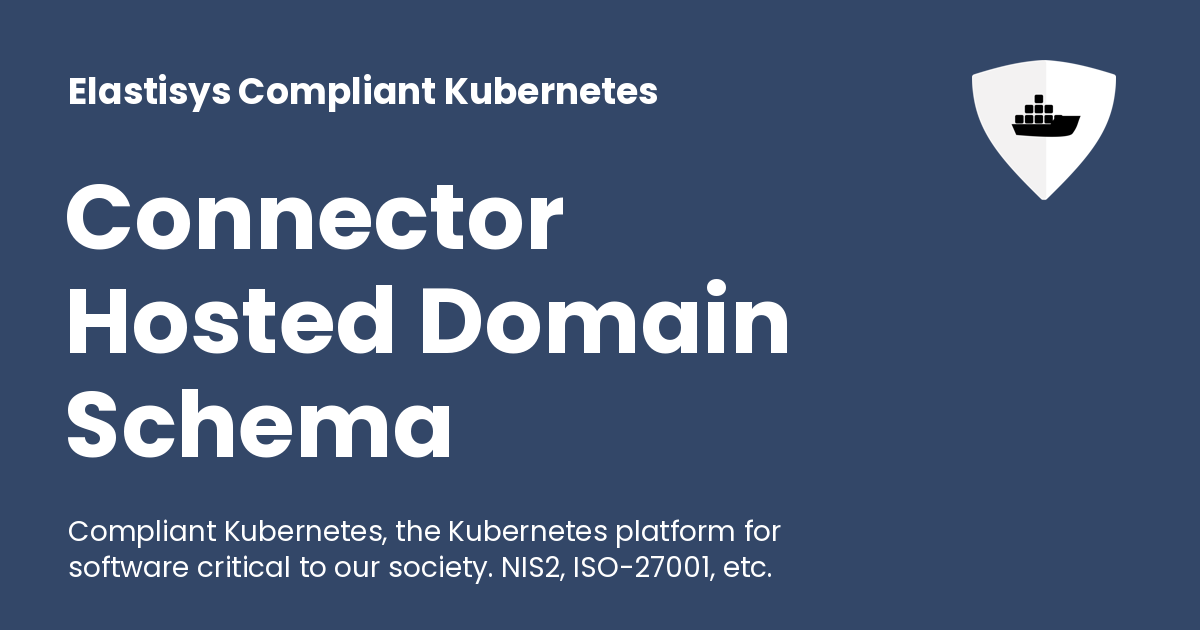 Elastisys Compliant Kubernetes
Connector
Hosted Domain
Schema
Compliant Kubernetes, the Kubernetes platform for
software critical to our society. NIS2, ISO-27001, etc.